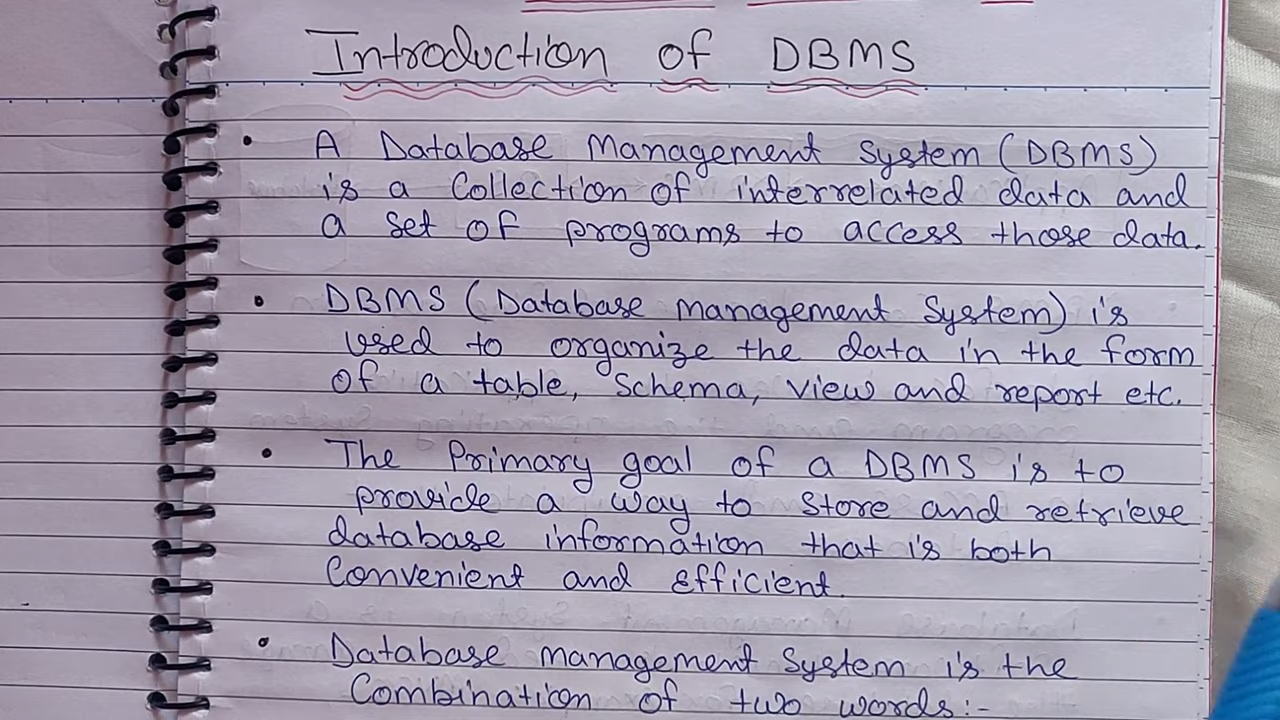 Introduction of DBMS
• A Database Management System (DBMS)
is a Collection of interrelated data and
a set of programs to access those data.
• DBMS (Database Management System) is
used to organize the data in the form
of a table, Schema, view and report etc.
• The Primary goal of a DBMS is to
provide a way to store and retrieve
database information that is both
Convenient and Efficient.
• Database Management System is the
Combination of two words:-